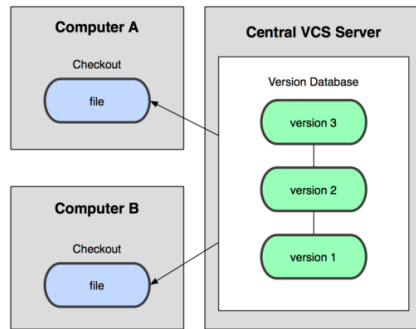 Computer A
Checkout
file
Computer B
Checkout
file
Central VCS Server
Version Database
version 3
version 2
version 1